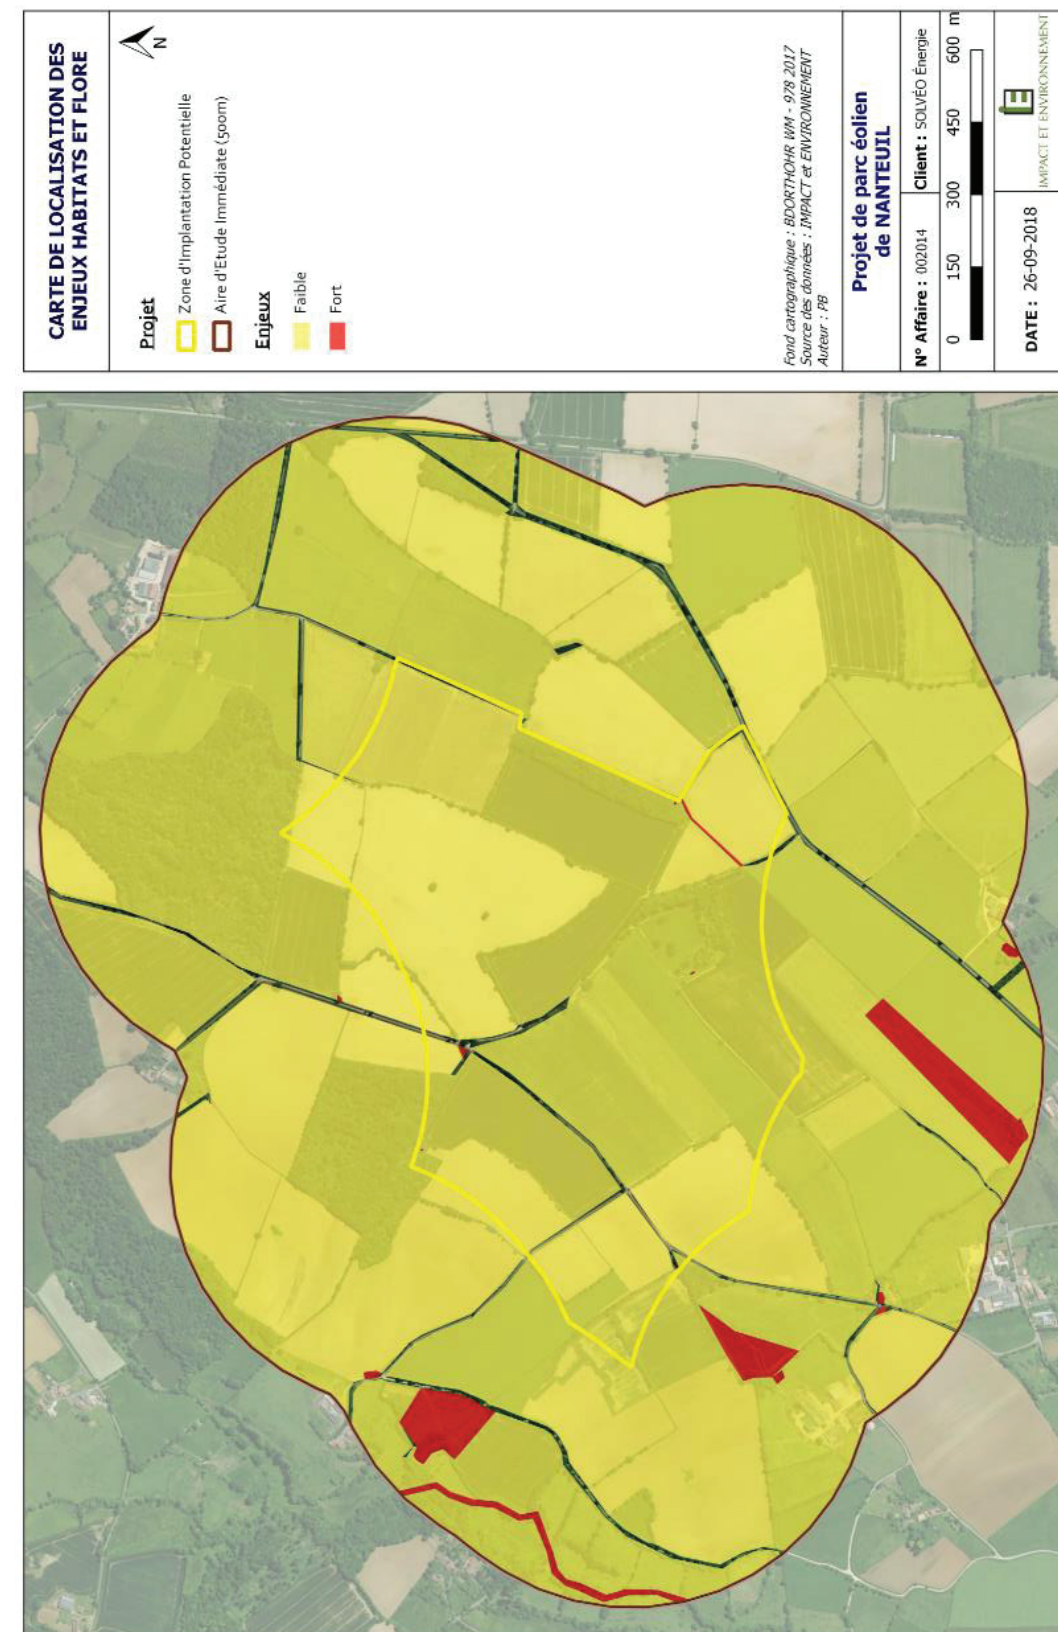 CARTE DE LOCALISATION DES
ENJEUX HABITATS ET FLORE
N
Projet
Zone d'Implantation Potentielle
Aire d'Etude Immédiate (500m)
Enjeux
Faible
Fort
Fond cartographique : BDORTHOHR WM - 978 2017
Source des données : IMPACT et ENVIRONNEMENT
Auteur : PB
Projet de parc éolien
de NANTEUIL
N° Affaire : 002014
Client : SOLVÉO Énergie
0 150 300 450 600 m
DATE : 26-09-2018
IE
IMPACT ET ENVIRONNEMENT